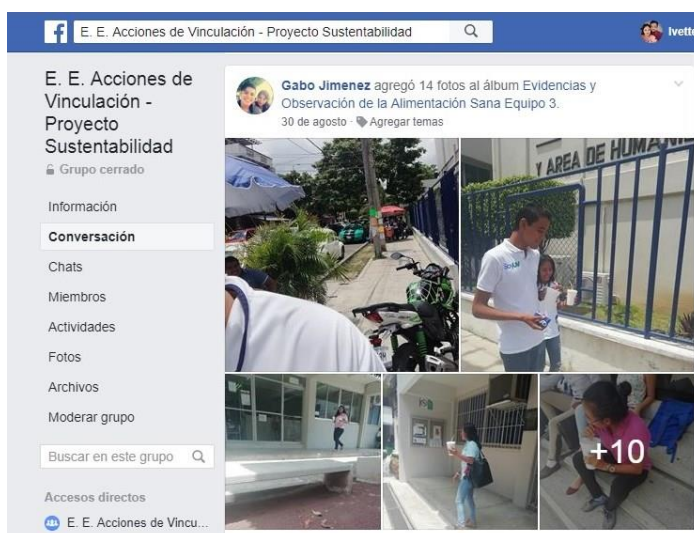 E. E. Acciones de Vinculación - Proyecto Sustentabilidad
Ivette
E. E. Acciones de
Vinculación -
Proyecto
Sustentabilidad
Grupo cerrado
Información
Conversación
Chats
Miembros
Actividades
Fotos
Archivos
Moderar grupo
Buscar en este grupo
Accesos directos
E. E. Acciones de Vincu...
Gabo Jimenez agregó 14 fotos al álbum Evidencias y
Observación de la Alimentación Sana Equipo 3.
30 de agosto · Agregar temas
Y AREA DE HUMANI
+10